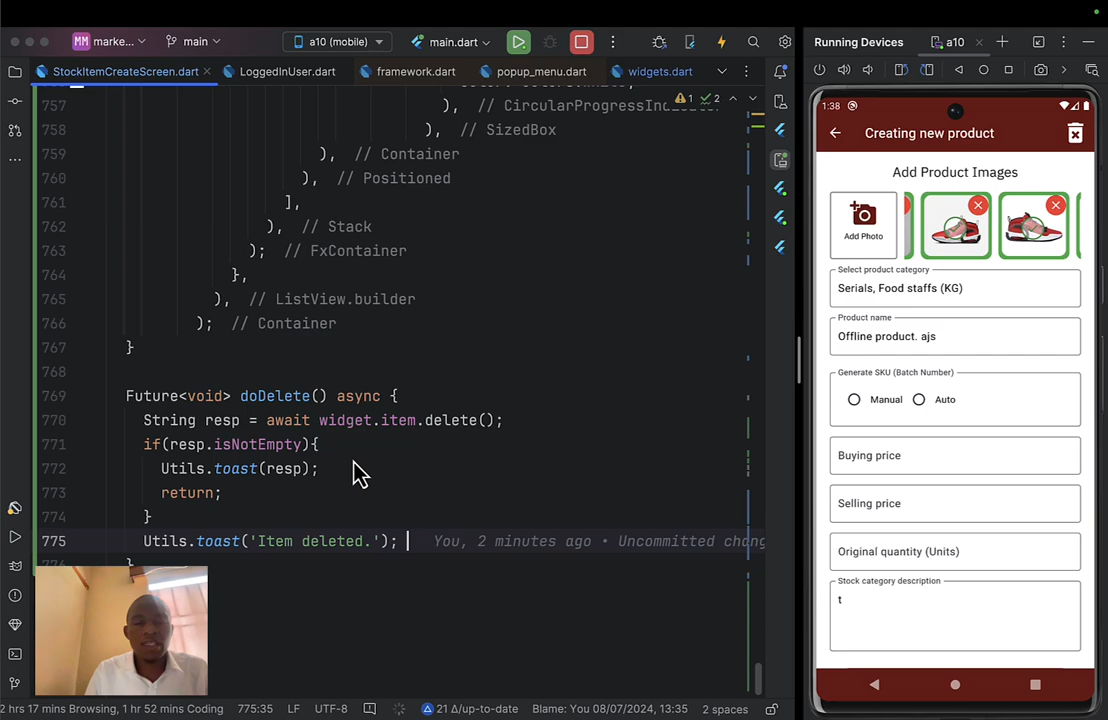 MM marke...
main
a10 (mobile)
main.dart
Running Devices
a10
StockItemCreateScreen.dart
LoggedInUser.dart
framework.dart
popup_menu.dart
widgets.dart
1 2
757 ), // CircularProgressIndicator
758 ), // SizedBox
759 ), // Container
760 ), // Positioned
761 ],
762 ), // Stack
763 ); // FxContainer
764 },
765 ), // ListView.builder
766 ); // Container
767 }
768
769 Future<void> doDelete() async {
770 String resp = await widget.item.delete();
771 if(resp.isNotEmpty){
772 Utils.toast(resp);
773 return;
774 }
775 Utils.toast('Item deleted.'); You, 2 minutes ago • Uncommitted chang
2 hrs 17 mins Browsing, 1 hr 52 mins Coding
775:35
LF
UTF-8
21 Δ/up-to-date
Blame: You 08/07/2024, 13:35
2 spaces
1:38
Creating new product
Add Product Images
Add Photo
Select product category
Serials, Food staffs (KG)
Product name
Offline product. ajs
Generate SKU (Batch Number)
Manual
Auto
Buying price
Selling price
Original quantity (Units)
Stock category description
t